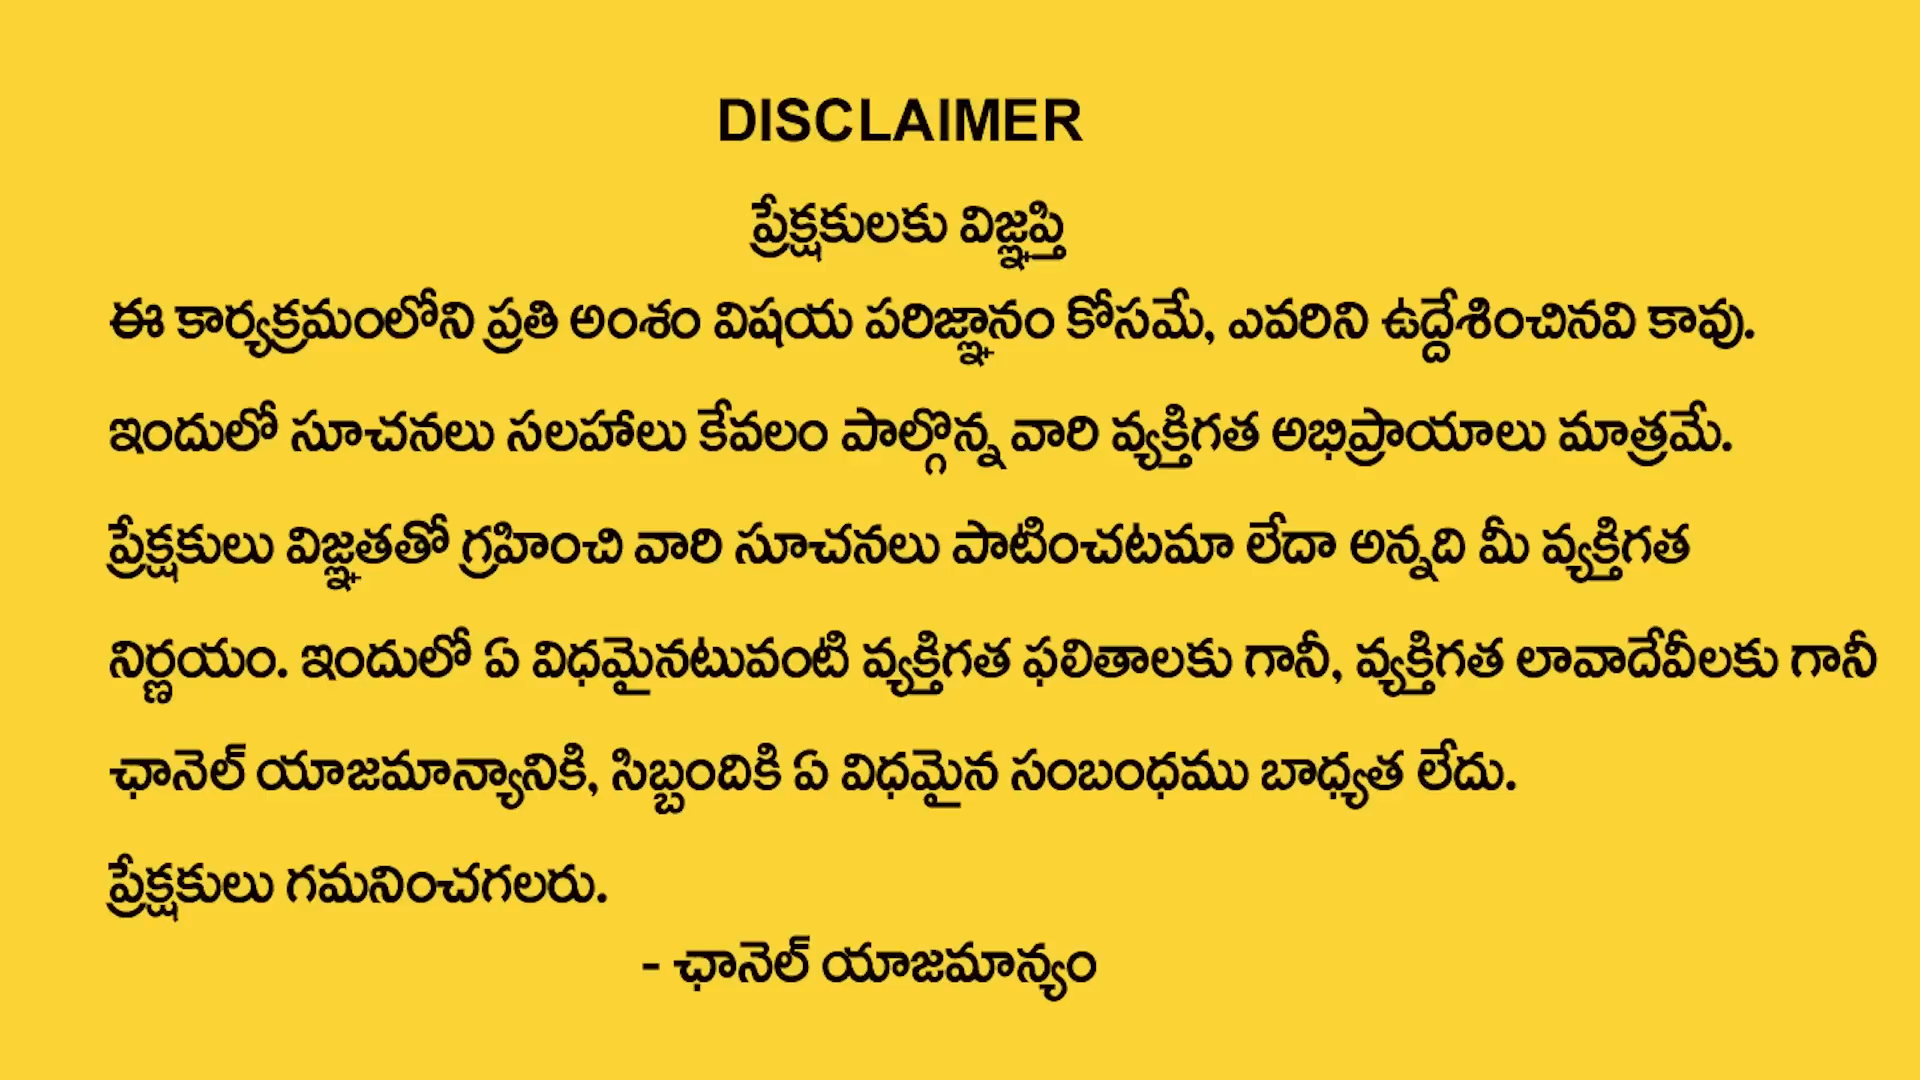 DISCLAIMER
ప్రేక్షకులకు విజ్ఞప్తి
ఈ కార్యక్రమంలోని ప్రతి అంశం విషయ పరిజ్ఞానం కోసమే, ఎవరిని ఉద్దేశించినవి కావు.
ఇందులో సూచనలు సలహాలు కేవలం పాల్గొన్న వారి వ్యక్తిగత అభిప్రాయాలు మాత్రమే.
ప్రేక్షకులు విజ్ఞతతో గ్రహించి వారి సూచనలు పాటించటమా లేదా అన్నది మీ వ్యక్తిగత
నిర్ణయం. ఇందులో ఏ విధమైనటువంటి వ్యక్తిగత ఫలితాలకు గానీ, వ్యక్తిగత లావాదేవీలకు గానీ
ఛానెల్ యాజమాన్యానికి, సిబ్బందికి ఏ విధమైన సంబంధము బాధ్యత లేదు.
ప్రేక్షకులు గమనించగలరు.
- ఛానెల్ యాజమాన్యం